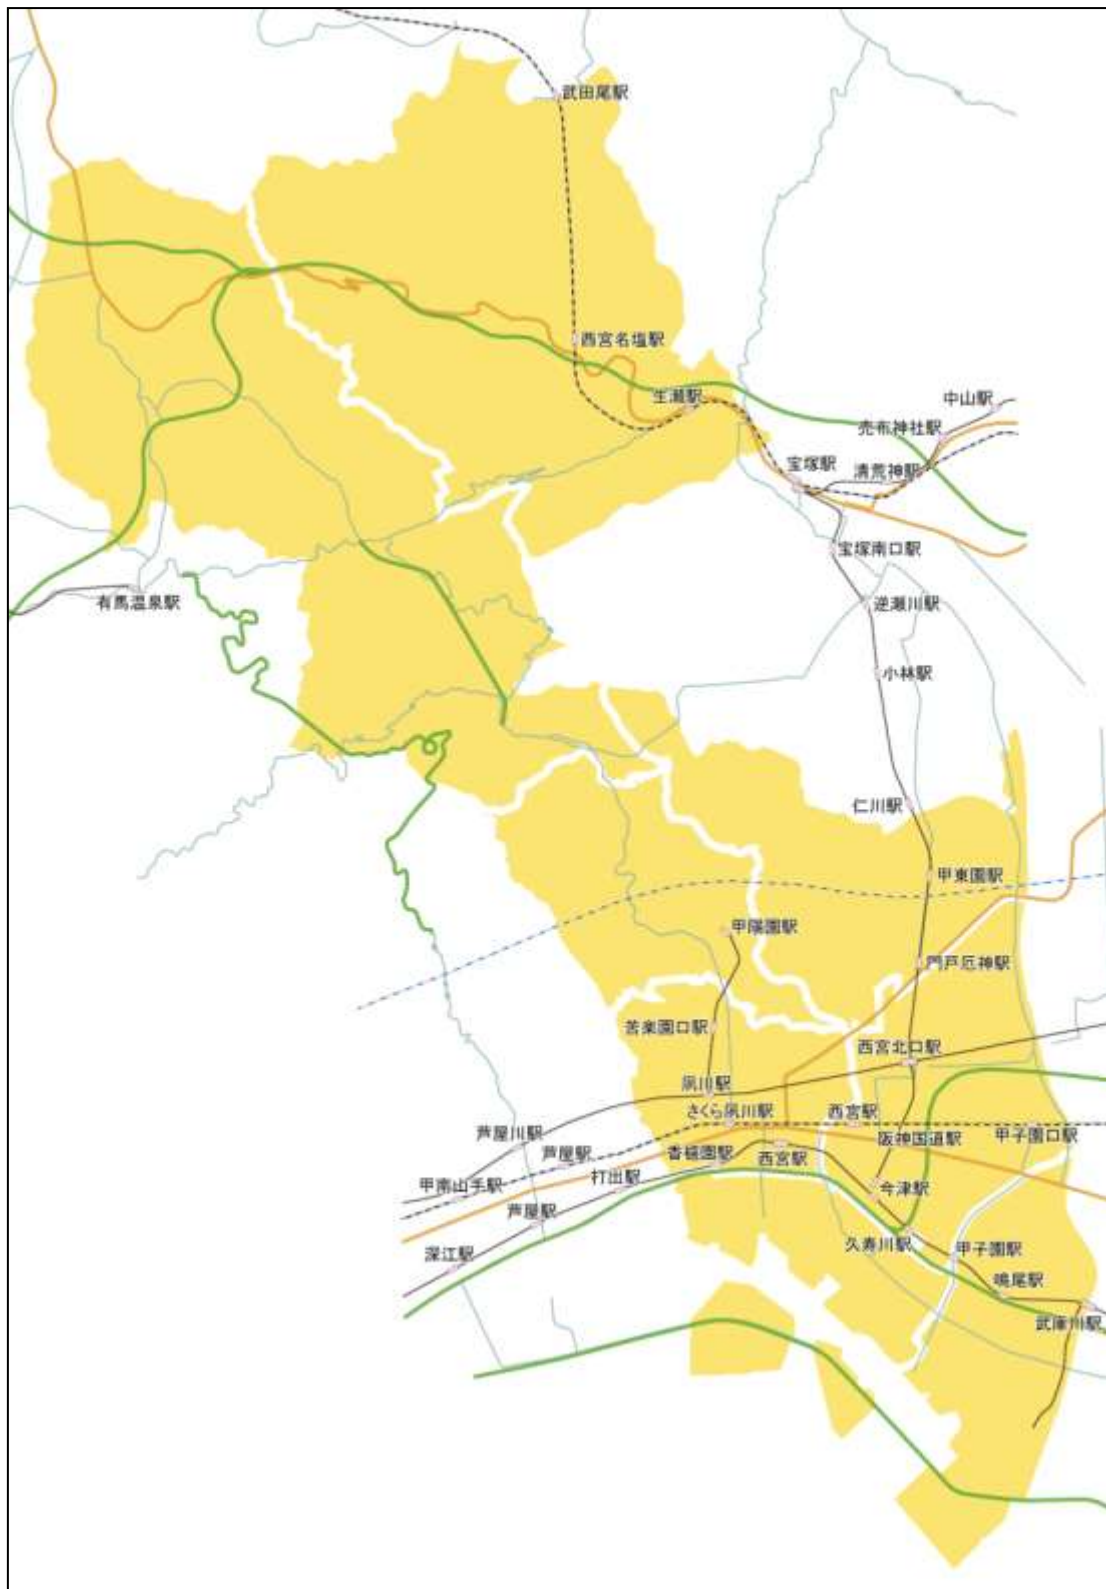 武田尾駅
西宮名塩駅
生瀬駅
中山駅
売布神社駅
宝塚駅
清荒神駅
宝塚南口駅
有馬温泉駅
逆瀬川駅
小林駅
仁川駅
甲東園駅
甲陽園駅
門戸厄神駅
苦楽園口駅
西宮北口駅
夙川駅
さくら夙川駅
西宮駅
芦屋川駅
阪神国道駅
甲子園口駅
芦屋駅
香櫨園駅
西宮駅
甲南山手駅
打出駅
今津駅
芦屋駅
久寿川駅
甲子園駅
深江駅
鳴尾駅
武庫川駅